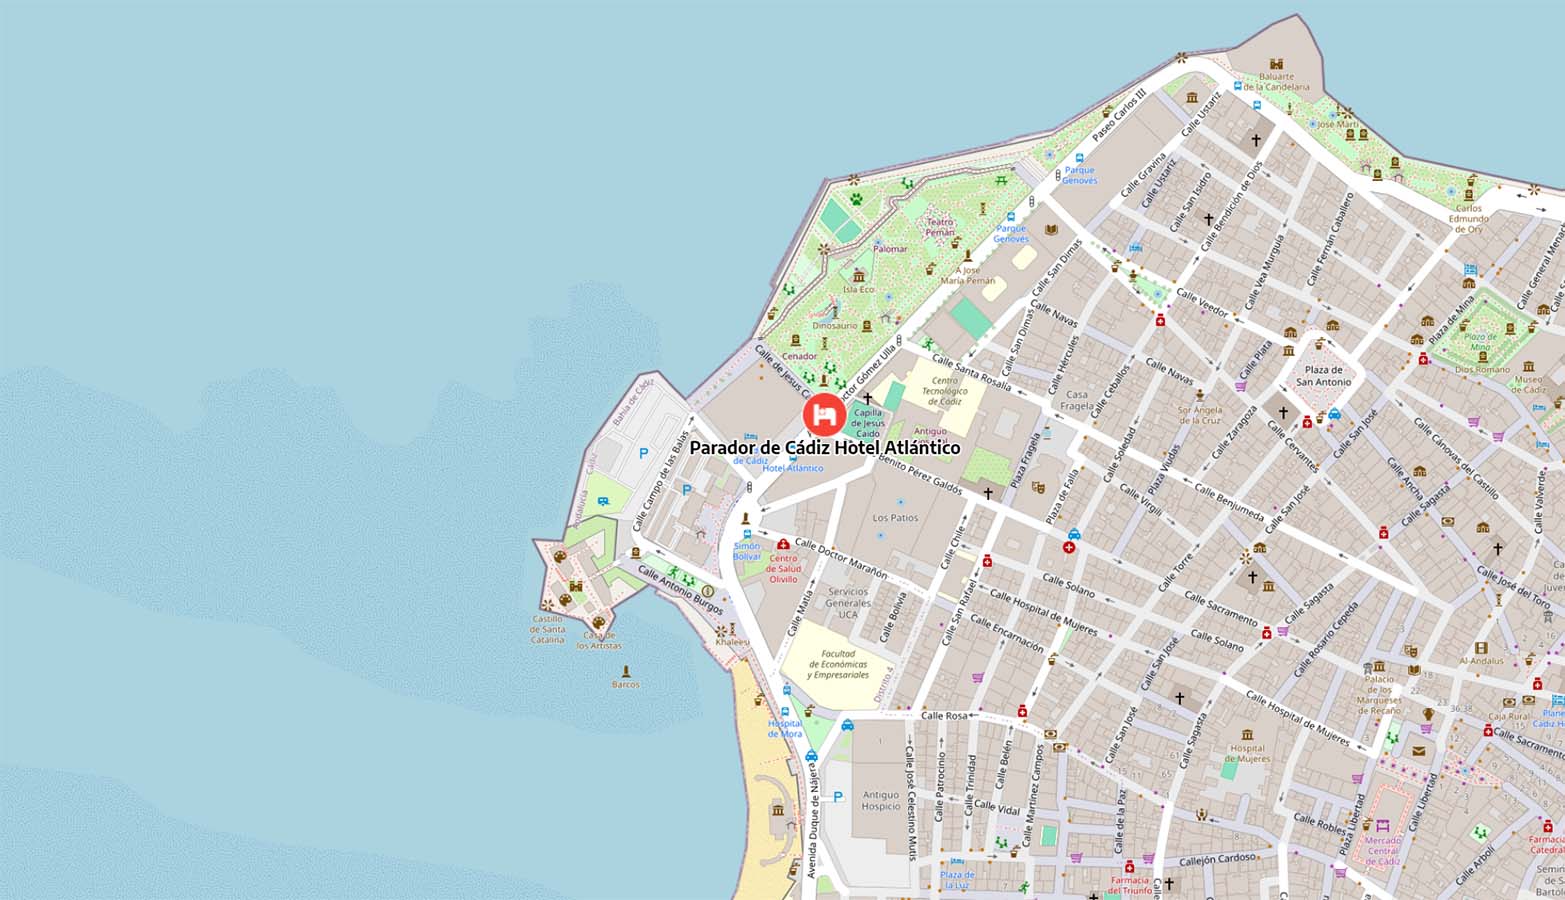 Baluarte
de la Candelaria
Paseo Carlos III
Calle Ustariz
José Martí
Parque
Genovés
Calle Gravina
Calle Ustariz
Calle San Isidro
Calle Bendición de Dios
Calle Fernán Caballero
Carlos
Edmundo
de Ory
Teatro
Pemán
Palomar
Parque
Genovés
Calle San Dimas
Calle Vea Murguía
Calle General Menacho
A Jose
María Pemán
Isla Eco
Calle Veedor
Plaza de Mina
Dinosaurio
Calle Navas
Calle San Dimas
Calle Hércules
Plaza de
Mina
Cenador
Doctor Gómez Ulla
Calle Santa Rosalía
Calle Ceballos
Calle Navas
Calle Plata
Plaza de
San Antonio
Dios Romano
Museo
de Cádiz
Centro
Tecnológico
de Cádiz
Casa
Fragela
Sor Ángela
de la Cruz
Calle Zaragoza
Calle San José
Bahía de Cádiz
Capilla
de Jesús
Caído
Antiguo
Parador de Cádiz Hotel Atlántico
de Cádiz
Hotel Atlántico
P
P
Cádiz
Andalucía
Calle Campo de las Balas
Benito Pérez Galdós
Plaza Fragela
Plaza de Falla
Calle Soledad
Plaza Viudas
Calle Cervantes
Calle Cánovas del Castillo
Calle Ancha
Calle Sagasta
Calle Valverde
Calle Benjumeda
Calle San José
Calle Virgili
Los Patios
Simón
Bolívar
Centro
de Salud
Olivillo
Calle Doctor Marañón
Calle Chile
Calle Torre
Calle Solano
Calle Sacramento
Calle Sagasta
Calle José del Toro
Calle Antonio Burgos
Castillo
de Santa
Catalina
Casa de
los Artistas
Khaleesi
Barcos
Calle Matía
Servicios
Generales
UCA
Calle Bolivia
Calle San Rafael
Calle Hospital de Mujeres
Calle Encarnación
Calle Solano
Calle Rosario Cepeda
Calle San José
Facultad
de Económicas
y Empresariales
Distrito 4
Al-Andalus
Palacio
de los
Marqueses
de Recaño
Caja Rural
Hospital
de Mora
Calle Rosa
Calle San José
Calle Sagasta
Calle Hospital de Mujeres
Hospital
de Mujeres
Calle Sacramento
P
Antiguo
Hospicio
Avenida Duque de Nájera
Calle José Celestino Mutis
Calle Patrocinio
Calle Trinidad
Calle Belén
Calle Martínez Campos
Calle Vidal
Calle de la Paz
Calle Robles
Plaza Libertad
Calle Libertad
Mercado
Central
de Cádiz
Calle Arbolí
Plaza de
la Luz
Farmacia
del Triunfo
Callejón Cardoso